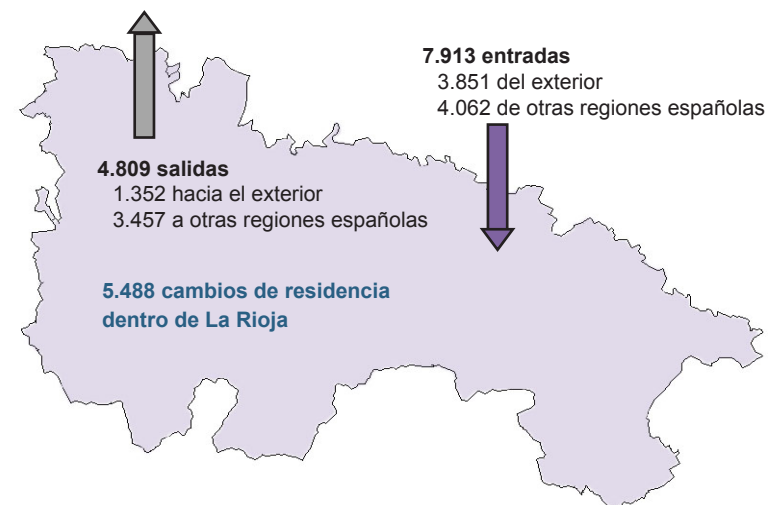 7.913 entradas
3.851 del exterior
4.062 de otras regiones españolas
4.809 salidas
1.352 hacia el exterior
3.457 a otras regiones españolas
5.488 cambios de residencia
dentro de La Rioja